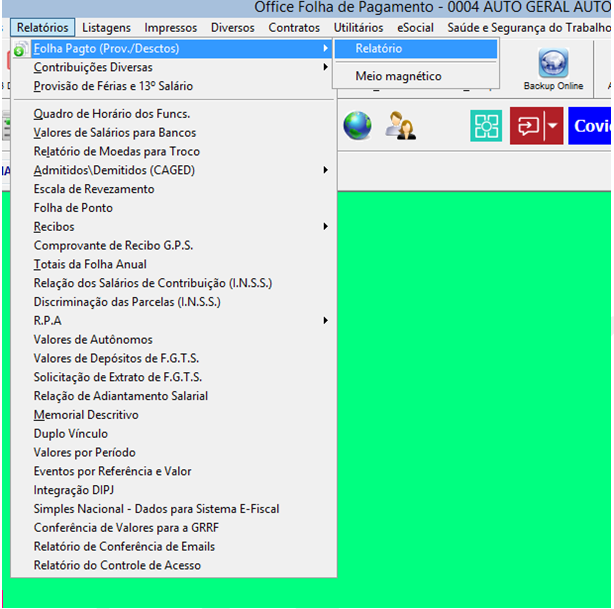 Office Folha de Pagamento - 0004 AUTO GERAL AUTO
Relatórios Listagens Impressos Diversos Contratos Utilitários eSocial Saúde e Segurança do Trabalho
Folha Pagto (Prov./Desctos)
Relatório
Contribuições Diversas
Meio magnético
Provisão de Férias e 13º Salário
Backup Online
Quadro de Horário dos Funcs.
Valores de Salários para Bancos
Covi
Relatório de Moedas para Troco
Admitidos\Demitidos (CAGED)
Escala de Revezamento
Folha de Ponto
Recibos
Comprovante de Recibo G.P.S.
Totais da Folha Anual
Relação dos Salários de Contribuição (I.N.S.S.)
Discriminação das Parcelas (I.N.S.S.)
R.P.A
Valores de Autônomos
Valores de Depósitos de F.G.T.S.
Solicitação de Extrato de F.G.T.S.
Relação de Adiantamento Salarial
Memorial Descritivo
Duplo Vínculo
Valores por Período
Eventos por Referência e Valor
Integração DIPJ
Simples Nacional - Dados para Sistema E-Fiscal
Conferência de Valores para a GRRF
Relatório de Conferência de Emails
Relatório do Controle de Acesso